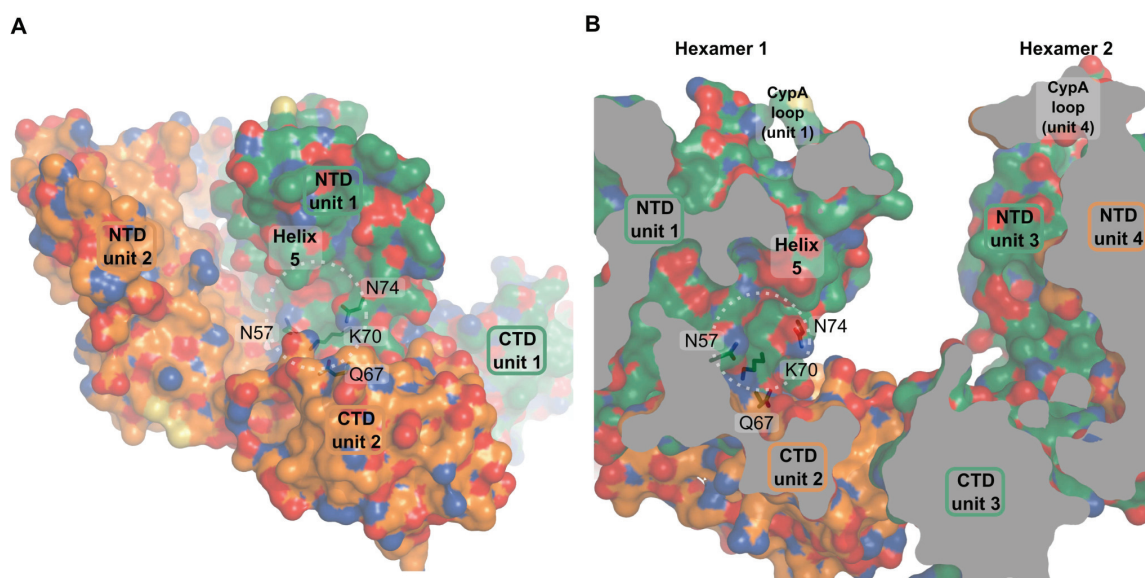 A
NTD
unit 1
NTD
unit 2
Helix
5
N74
N57
K70
CTD
unit 1
Q67
CTD
unit 2
B
Hexamer 1
Hexamer 2
CypA
loop
(unit 1)
CypA
loop
(unit 4)
NTD
unit 1
NTD
unit 3
NTD
unit 4
Helix
5
N74
N57
K70
Q67
CTD
unit 2
CTD
unit 3